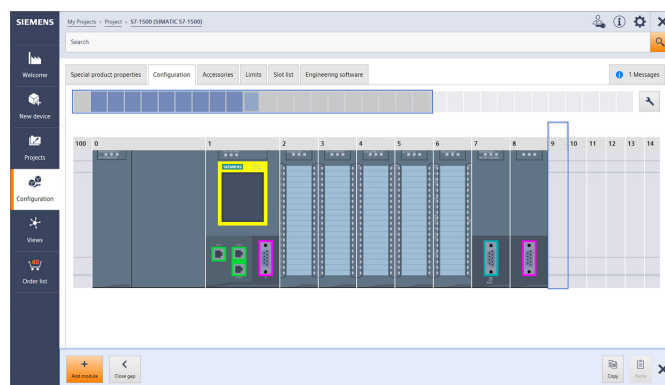 SIEMENS
My Projects › Project › S7-1500 (SIMATIC S7-1500)
Search
Welcome
New device
Projects
Configuration
Views
40
Order list
Special product properties Configuration Accessories Limits Slot list Engineering software
1 Messages
100 0 1 2 3 4 5 6 7 8 9 10 11 12 13 14
SIEMENS
Add module
Close gap
Copy
Paste